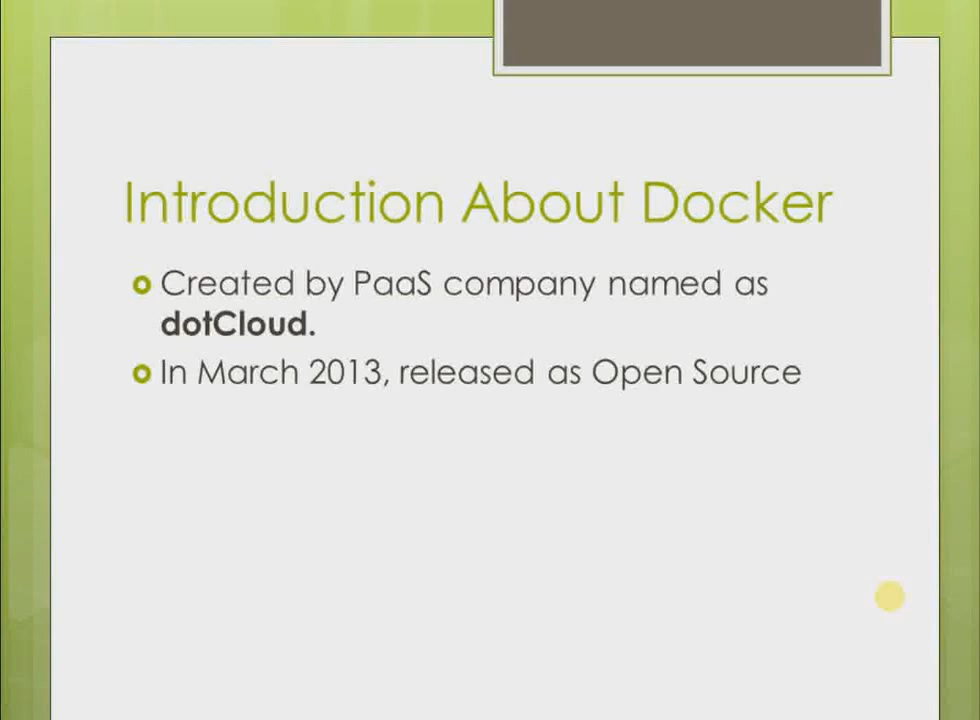 Introduction About Docker
Created by PaaS company named as
dotCloud.
In March 2013, released as Open Source